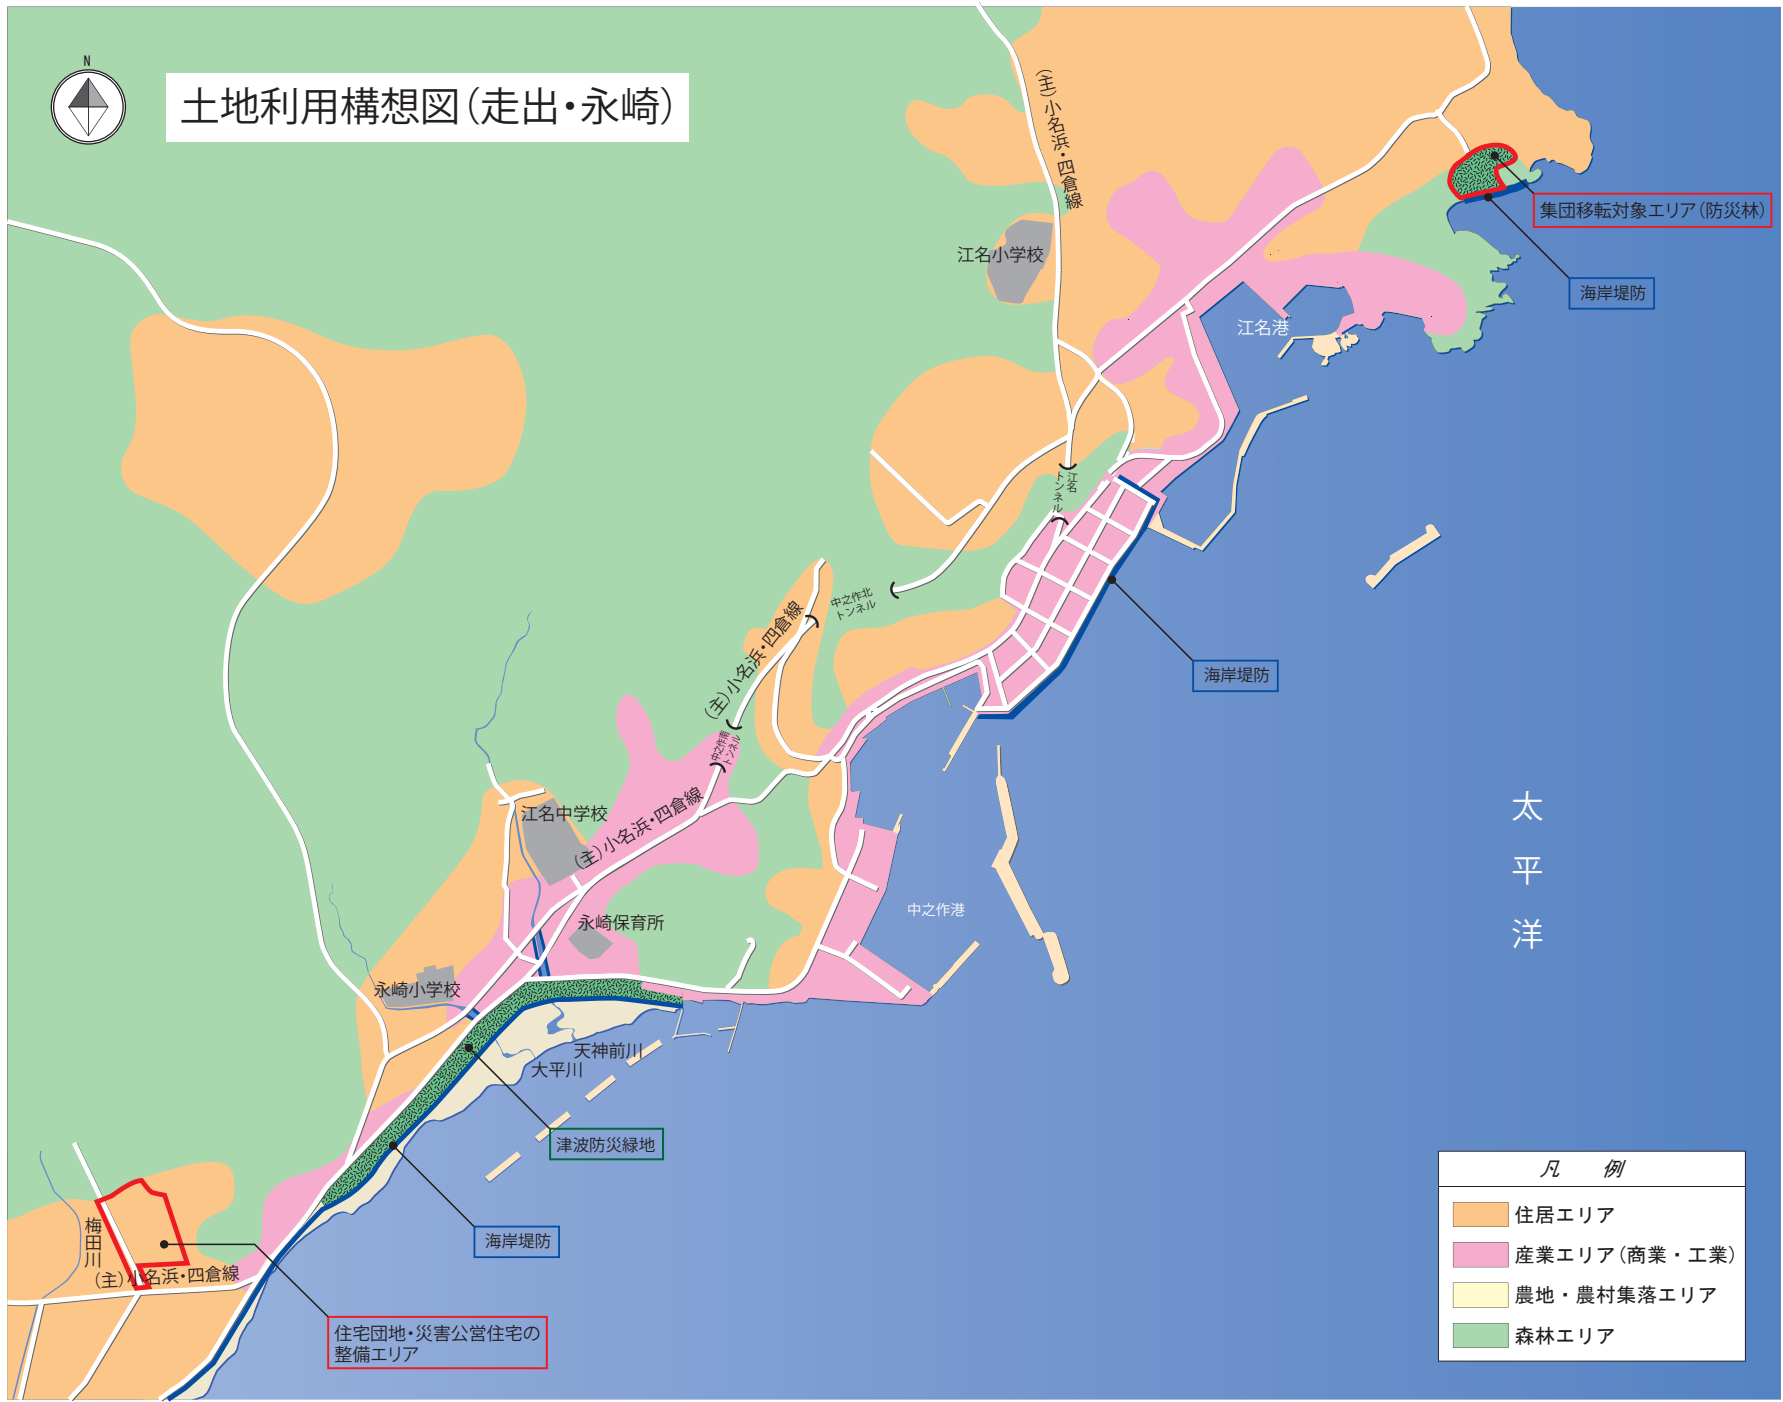 N
土地利用構想図（走出・永崎）
（主）小名浜・四倉線
江名小学校
集団移転対象エリア（防災林）
海岸堤防
江名港
江名
トンネル
中之作北
トンネル
（主）小名浜・四倉線
海岸堤防
中之作南
トンネル
江名中学校
（主）小名浜・四倉線
太平洋
中之作港
永崎保育所
永崎小学校
天神前川
大平川
津波防災緑地
海岸堤防
梅田川
（主）小名浜・四倉線
住宅団地・災害公営住宅の
整備エリア
凡　例
住居エリア
産業エリア（商業・工業）
農地・農村集落エリア
森林エリア